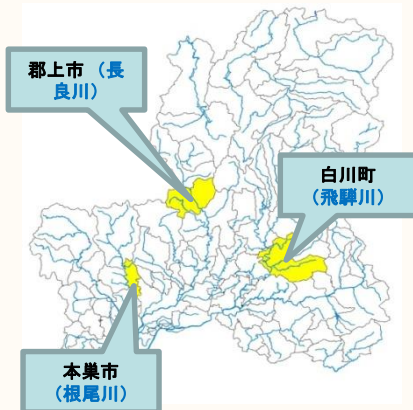 郡上市（長
良川）
白川町
（飛騨川）
本巣市
（根尾川）